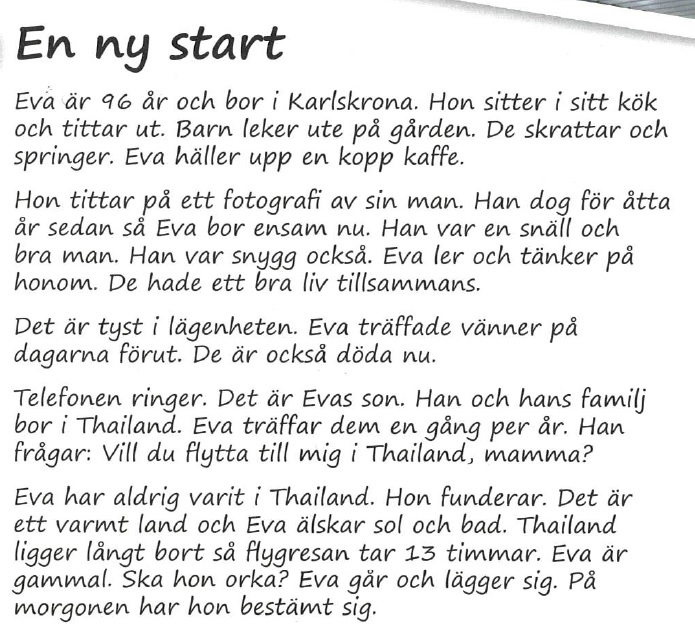 En ny start
Eva är 96 år och bor i Karlskrona. Hon sitter i sitt kök
och tittar ut. Barn leker ute på gården. De skrattar och
springer. Eva häller upp en kopp kaffe.
Hon tittar på ett fotografi av sin man. Han dog för åtta
år sedan så Eva bor ensam nu. Han var en snäll och
bra man. Han var snygg också. Eva ler och tänker på
honom. De hade ett bra liv tillsammans.
Det är tyst i lägenheten. Eva träffade vänner på
dagarna förut. De är också döda nu.
Telefonen ringer. Det är Evas son. Han och hans familj
bor i Thailand. Eva träffar dem en gång per år. Han
frågar: Vill du flytta till mig i Thailand, mamma?
Eva har aldrig varit i Thailand. Hon funderar. Det är
ett varmt land och Eva älskar sol och bad. Thailand
ligger långt bort så flygresan tar 13 timmar. Eva är
gammal. Ska hon orka? Eva går och lägger sig. På
morgonen har hon bestämt sig.